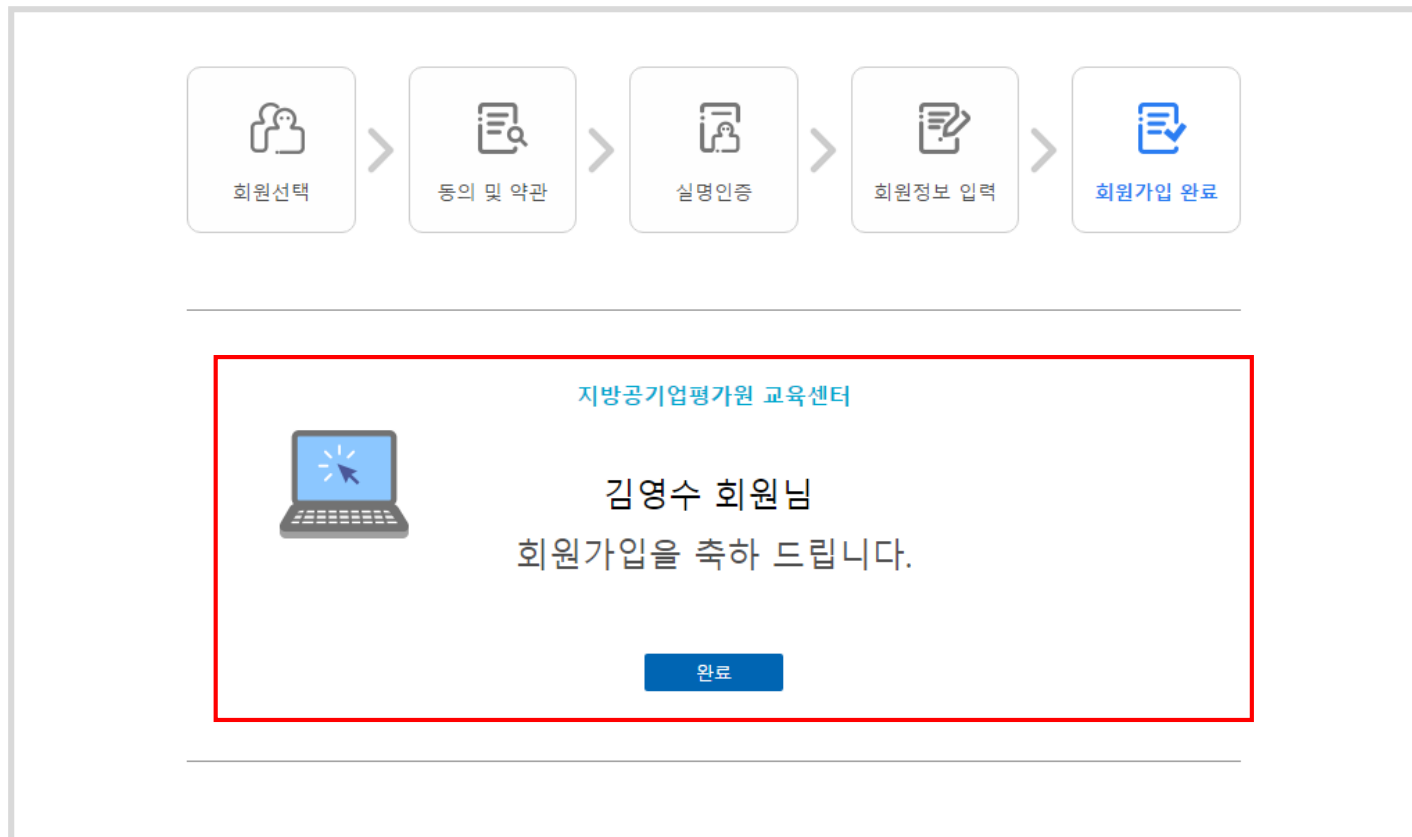 회원선택
동의 및 약관
실명인증
회원정보 입력
회원가입 완료
지방공기업평가원 교육센터
김영수 회원님
회원가입을 축하 드립니다.
완료